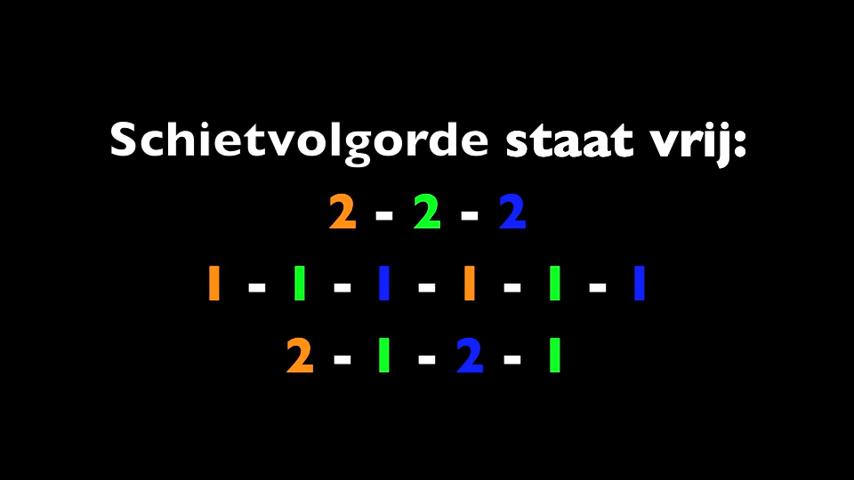 Schietvolgorde staat vrij:
2 - 2 - 2
1 - 1 - 1 - 1 - 1 - 1
2 - 1 - 2 - 1